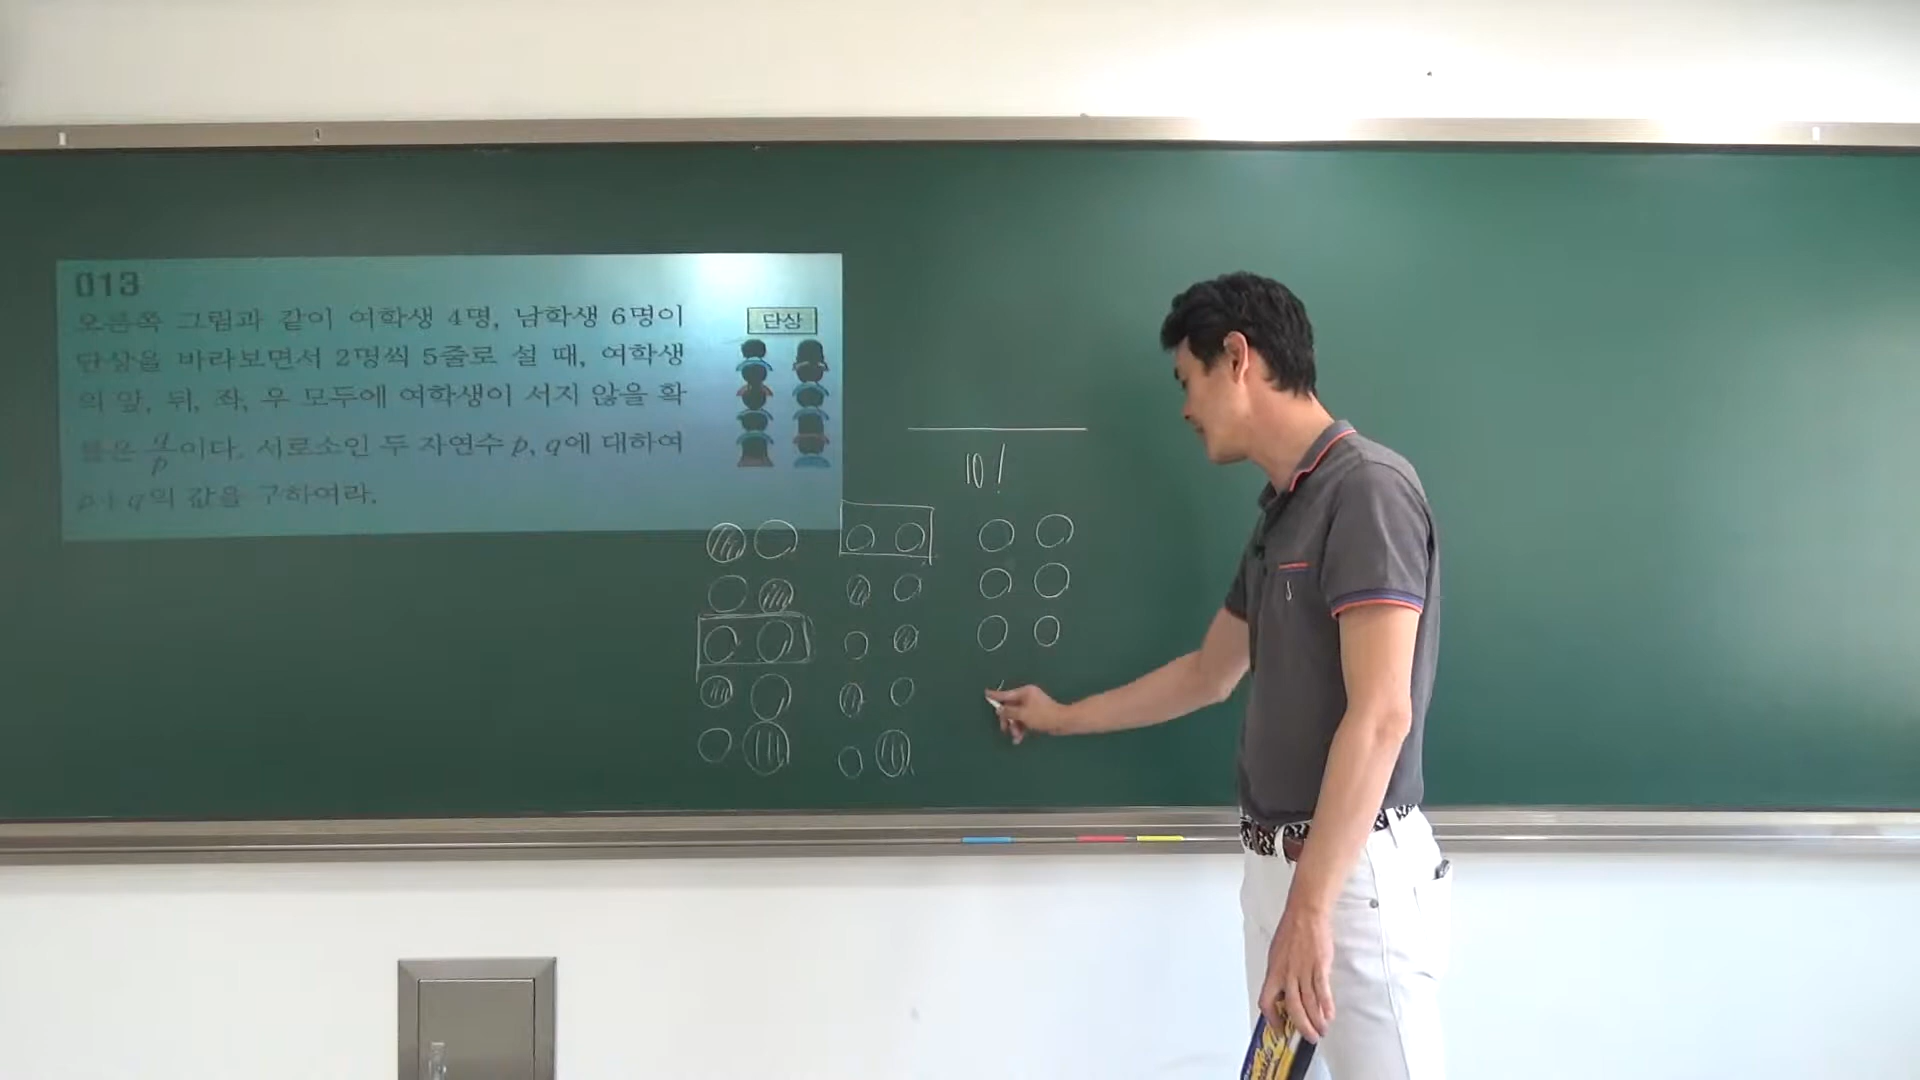 013
오른쪽 그림과 같이 여학생 4명, 남학생 6명이
단상
단상을 바라보면서 2명씩 5줄로 설 때, 여학생
의 앞, 뒤, 좌, 우 모두에 여학생이 서지 않을 확
률은 q/p이다. 서로소인 두 자연수 p, q에 대하여
p+q의 값을 구하여라.
10!